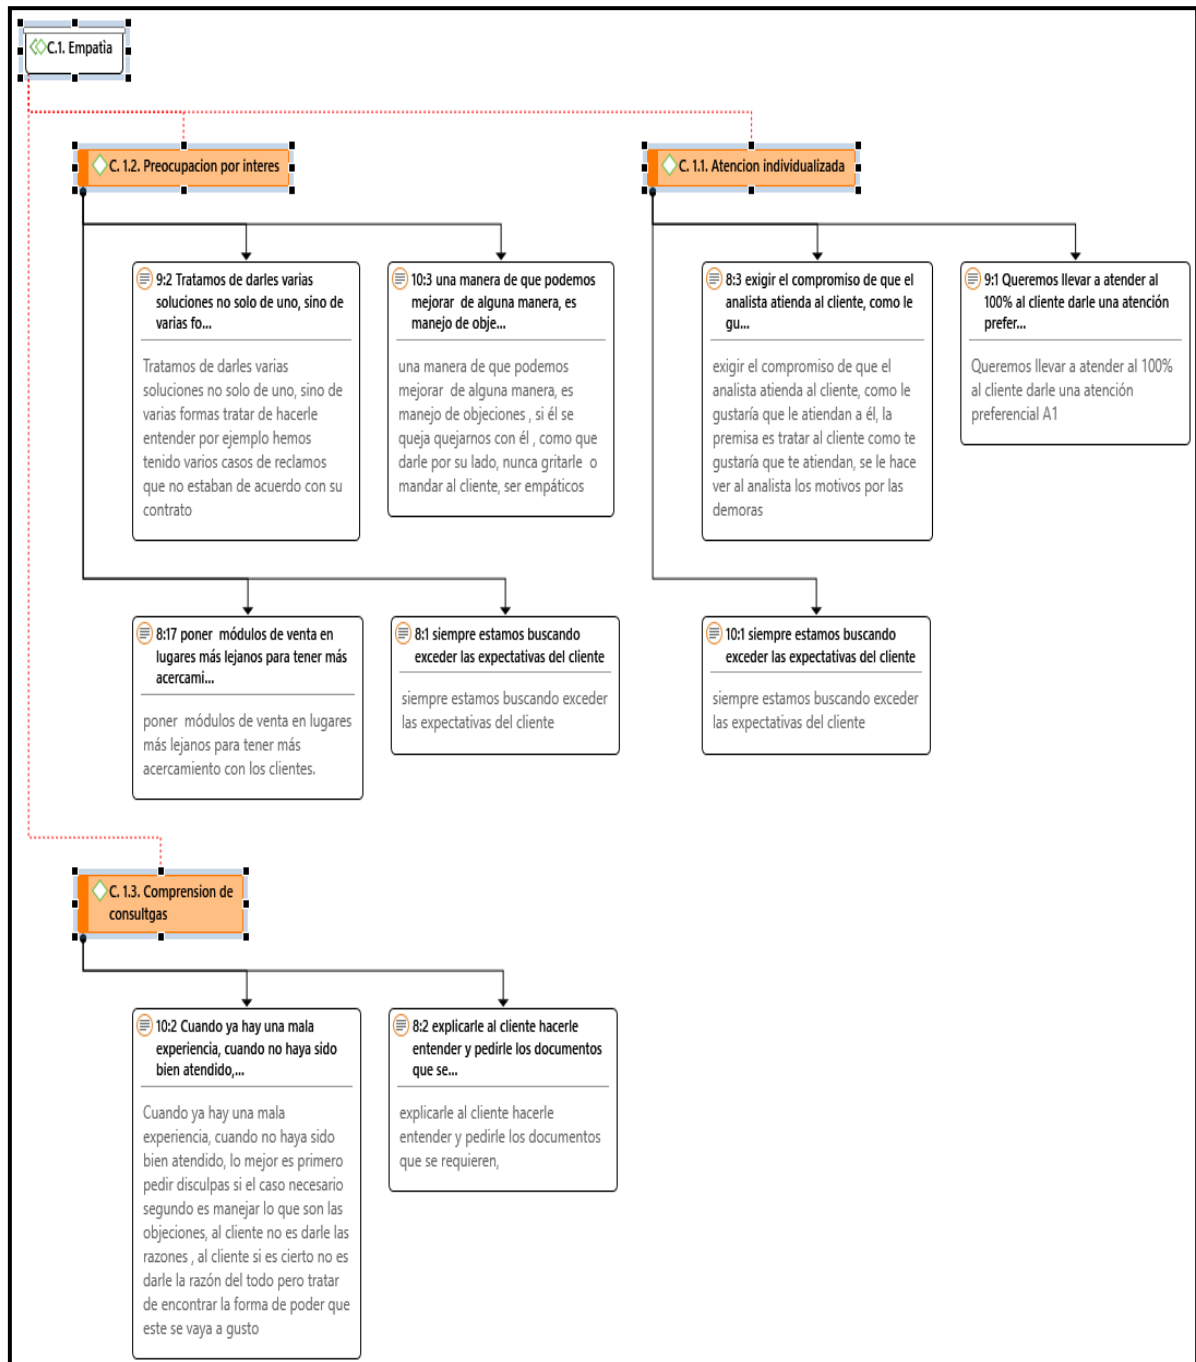 C.1. Empatìa
C. 1.2. Preocupacion por interes
C. 1.1. Atencion individualizada
9:2 Tratamos de darles varias
soluciones no solo de uno, sino de
varias fo...
Tratamos de darles varias
soluciones no solo de uno, sino de
varias formas tratar de hacerle
entender por ejemplo hemos
tenido varios casos de reclamos
que no estaban de acuerdo con su
contrato
10:3 una manera de que podemos
mejorar de alguna manera, es
manejo de obje...
una manera de que podemos
mejorar de alguna manera, es
manejo de objeciones , si él se
queja quejarnos con él , como que
darle por su lado, nunca gritarle o
mandar al cliente, ser empáticos
8:3 exigir el compromiso de que el
analista atienda al cliente, como le
gu...
exigir el compromiso de que el
analista atienda al cliente, como le
gustaría que le atiendan a él, la
premisa es tratar al cliente como te
gustaría que te atiendan, se le hace
ver al analista los motivos por las
demoras
9:1 Queremos llevar a atender al
100% al cliente darle una atención
prefer...
Queremos llevar a atender al 100%
al cliente darle una atención
preferencial A1
8:17 poner módulos de venta en
lugares más lejanos para tener más
acercami...
poner módulos de venta en lugares
más lejanos para tener más
acercamiento con los clientes.
8:1 siempre estamos buscando
exceder las expectativas del cliente
siempre estamos buscando exceder
las expectativas del cliente
10:1 siempre estamos buscando
exceder las expectativas del cliente
siempre estamos buscando exceder
las expectativas del cliente
C. 1.3. Comprension de
consultgas
10:2 Cuando ya hay una mala
experiencia, cuando no haya sido
bien atendido,...
Cuando ya hay una mala
experiencia, cuando no haya sido
bien atendido, lo mejor es primero
pedir disculpas si el caso necesario
segundo es manejar lo que son las
objeciones, al cliente no es darle las
razones , al cliente si es cierto no es
darle la razón del todo pero tratar
de encontrar la forma de poder que
este se vaya a gusto
8:2 explicarle al cliente hacerle
entender y pedirle los documentos
que se...
explicarle al cliente hacerle
entender y pedirle los documentos
que se requieren,